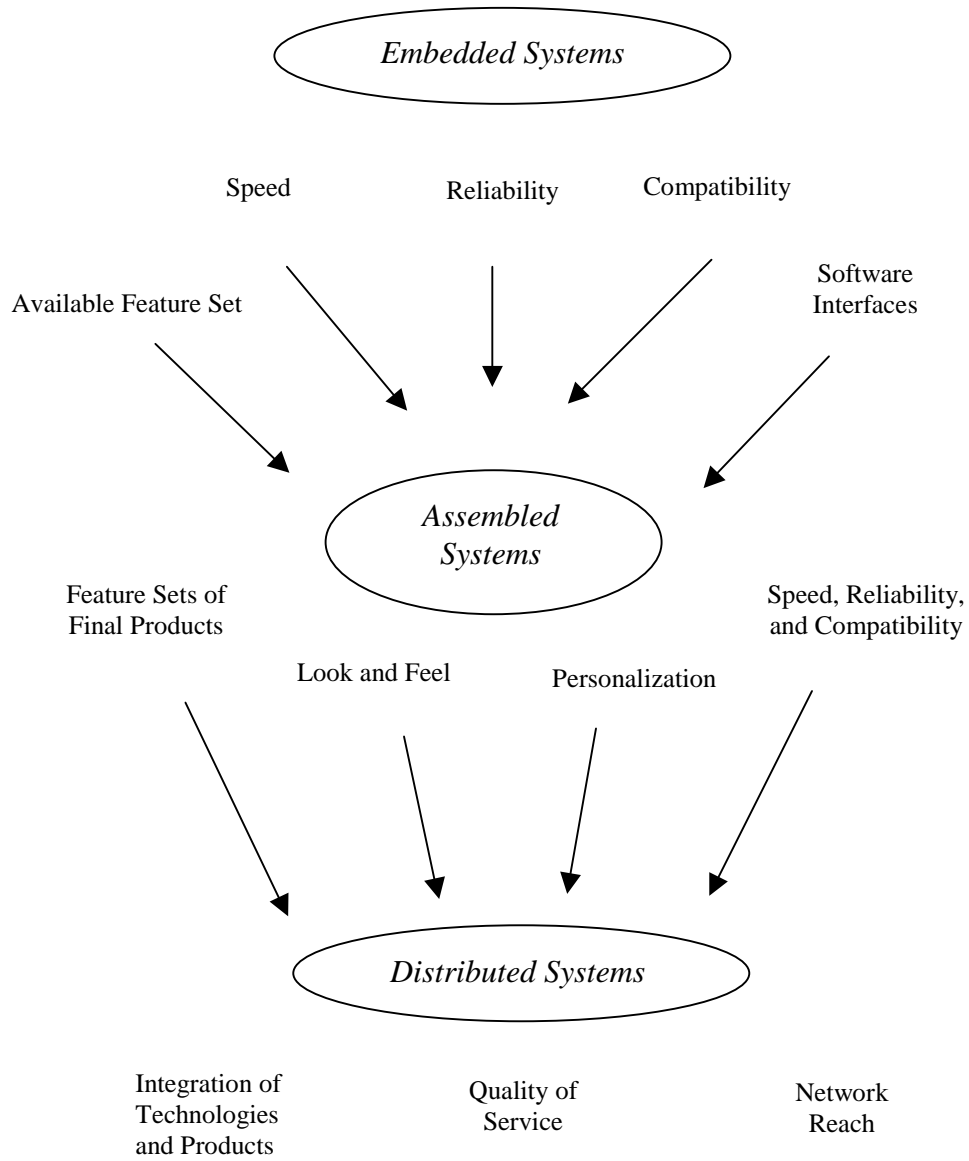 Embedded Systems
Speed
Reliability
Compatibility
Available Feature Set
Software
Interfaces
Assembled
Systems
Feature Sets of
Final Products
Look and Feel
Personalization
Speed, Reliability,
and Compatibility
Distributed Systems
Integration of
Technologies
and Products
Quality of
Service
Network
Reach